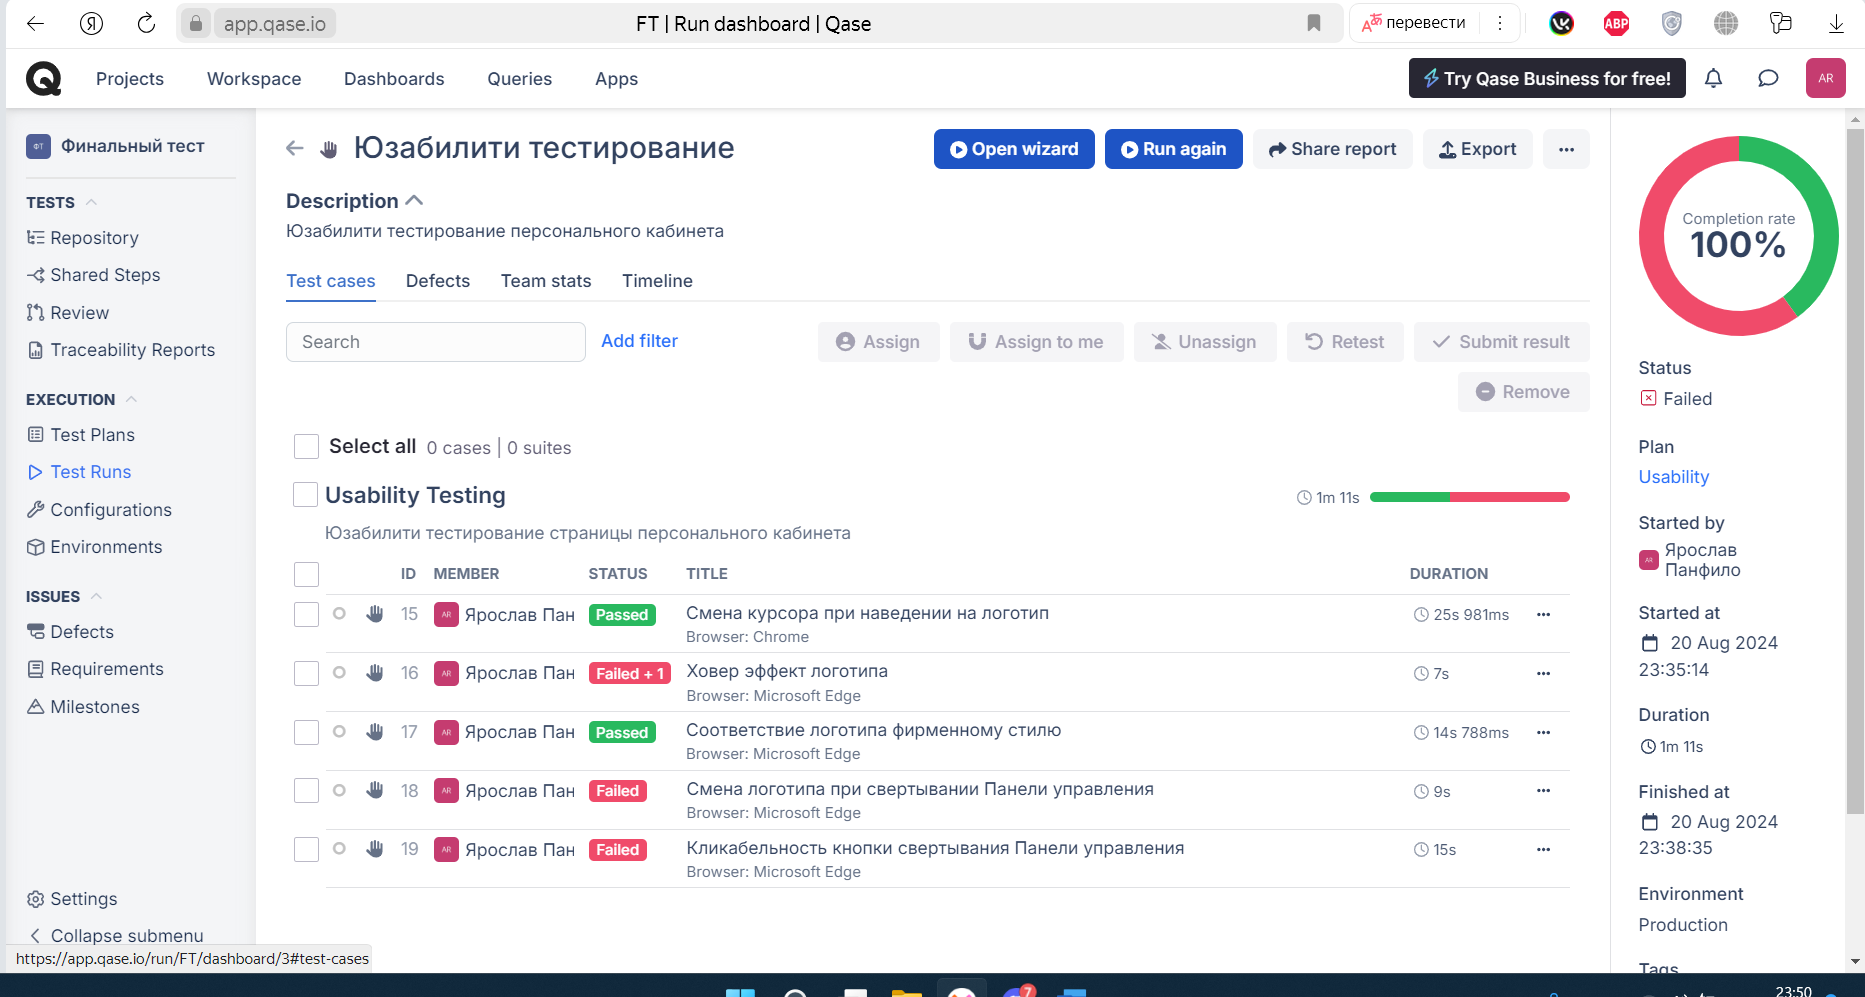 app.qase.io
FT | Run dashboard | Qase
перевести
ABP
Projects
Workspace
Dashboards
Queries
Apps
Try Qase Business for free!
AR
ФТ
Финальный тест
TESTS
Repository
Shared Steps
Review
Traceability Reports
EXECUTION
Test Plans
Test Runs
Configurations
Environments
ISSUES
Defects
Requirements
Milestones
Settings
Collapse submenu
https://app.qase.io/run/FT/dashboard/3#test-cases
Юзабилити тестирование
Open wizard
Run again
Share report
Export
Description
Юзабилити тестирование персонального кабинета
Test cases
Defects
Team stats
Timeline
Search
Add filter
Assign
Assign to me
Unassign
Retest
Submit result
Remove
Select all 0 cases | 0 suites
Usability Testing
1m 11s
Юзабилити тестирование страницы персонального кабинета
ID MEMBER STATUS TITLE DURATION
15 AR Ярослав Пан Passed Смена курсора при наведении на логотип 25s 981ms
Browser: Chrome
16 AR Ярослав Пан Failed + 1 Ховер эффект логотипа 7s
Browser: Microsoft Edge
17 AR Ярослав Пан Passed Соответствие логотипа фирменному стилю 14s 788ms
Browser: Microsoft Edge
18 AR Ярослав Пан Failed Смена логотипа при свертывании Панели управления 9s
Browser: Microsoft Edge
19 AR Ярослав Пан Failed Кликабельность кнопки свертывания Панели управления 15s
Browser: Microsoft Edge
Completion rate
100%
Status
Failed
Plan
Usability
Started by
AR Ярослав
Панфило
Started at
20 Aug 2024
23:35:14
Duration
1m 11s
Finished at
20 Aug 2024
23:38:35
Environment
Production
Tags
7
23:50